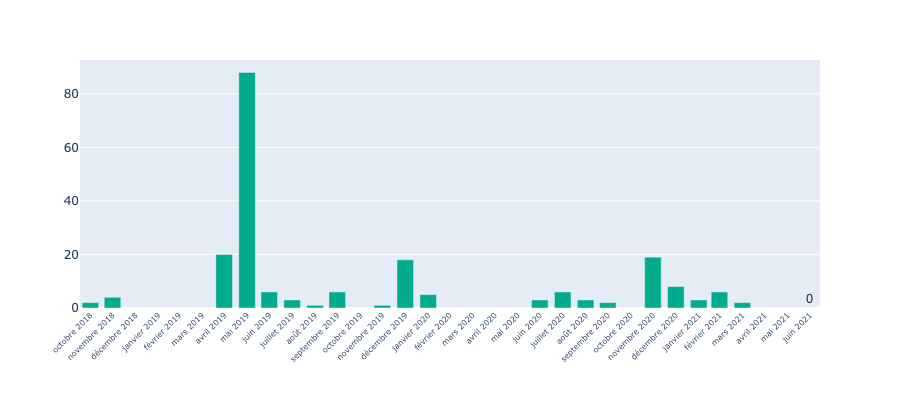 80
60
40
20
0
0
octobre 2018
novembre 2018
décembre 2018
janvier 2019
février 2019
mars 2019
avril 2019
mai 2019
juin 2019
juillet 2019
août 2019
septembre 2019
octobre 2019
novembre 2019
décembre 2019
janvier 2020
février 2020
mars 2020
avril 2020
mai 2020
juin 2020
juillet 2020
août 2020
septembre 2020
octobre 2020
novembre 2020
décembre 2020
janvier 2021
février 2021
mars 2021
avril 2021
mai 2021
juin 2021